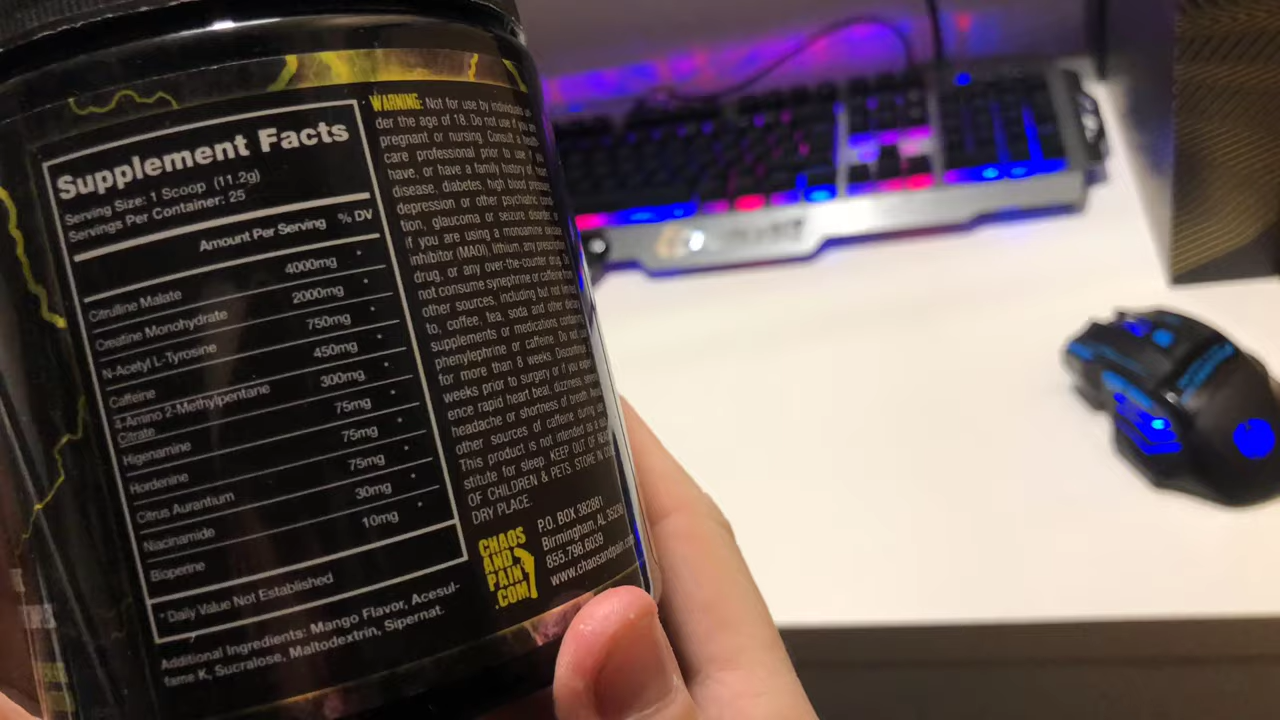 Supplement Facts
Serving Size: 1 Scoop (11.2g)
Servings Per Container: 25
Amount Per Serving % DV
Citrulline Malate 4000mg *
Creatine Monohydrate 2000mg *
N-Acetyl L-Tyrosine 750mg *
Caffeine 450mg *
4-Amino 2-Methylpentane 300mg *
Citrate
Higenamine 75mg *
Hordenine 75mg *
Citrus Aurantium 75mg *
Niacinamide 30mg *
Bioperine 10mg *
* Daily Value Not Established
Additional Ingredients: Mango Flavor, Acesul-
fame K, Sucralose, Maltodextrin, Sipernat.
WARNING: Not for use by individuals un-
der the age of 18. Do not use if you are
pregnant or nursing. Consult a health
care professional prior to use if you
have, or have a family history of, heart
disease, diabetes, high blood pressure,
depression or other psychiatric condi
tion, glaucoma or seizure disorder, or
if you are using a monoamine oxidase
inhibitor (MAOI), lithium, any prescription
drug, or any over-the-counter drug. Do
not consume synephrine or caffeine from
other sources, including but not limited
to, coffee, tea, soda and other dietary
supplements or medications containing
phenylephrine or caffeine. Do not use
for more than 8 weeks. Discontinue
weeks prior to surgery or if you experi
ence rapid heart beat, dizziness, severe
headache or shortness of breath. Avoid
other sources of caffeine during use.
This product is not intended as a sub
stitute for sleep. KEEP OUT OF REACH
OF CHILDREN & PETS. STORE IN COOL
DRY PLACE.
CHAOS
AND
PAIN
.COM
P.O. BOX 382881
Birmingham, AL 35238
855.798.6039
www.chaosandpain.com